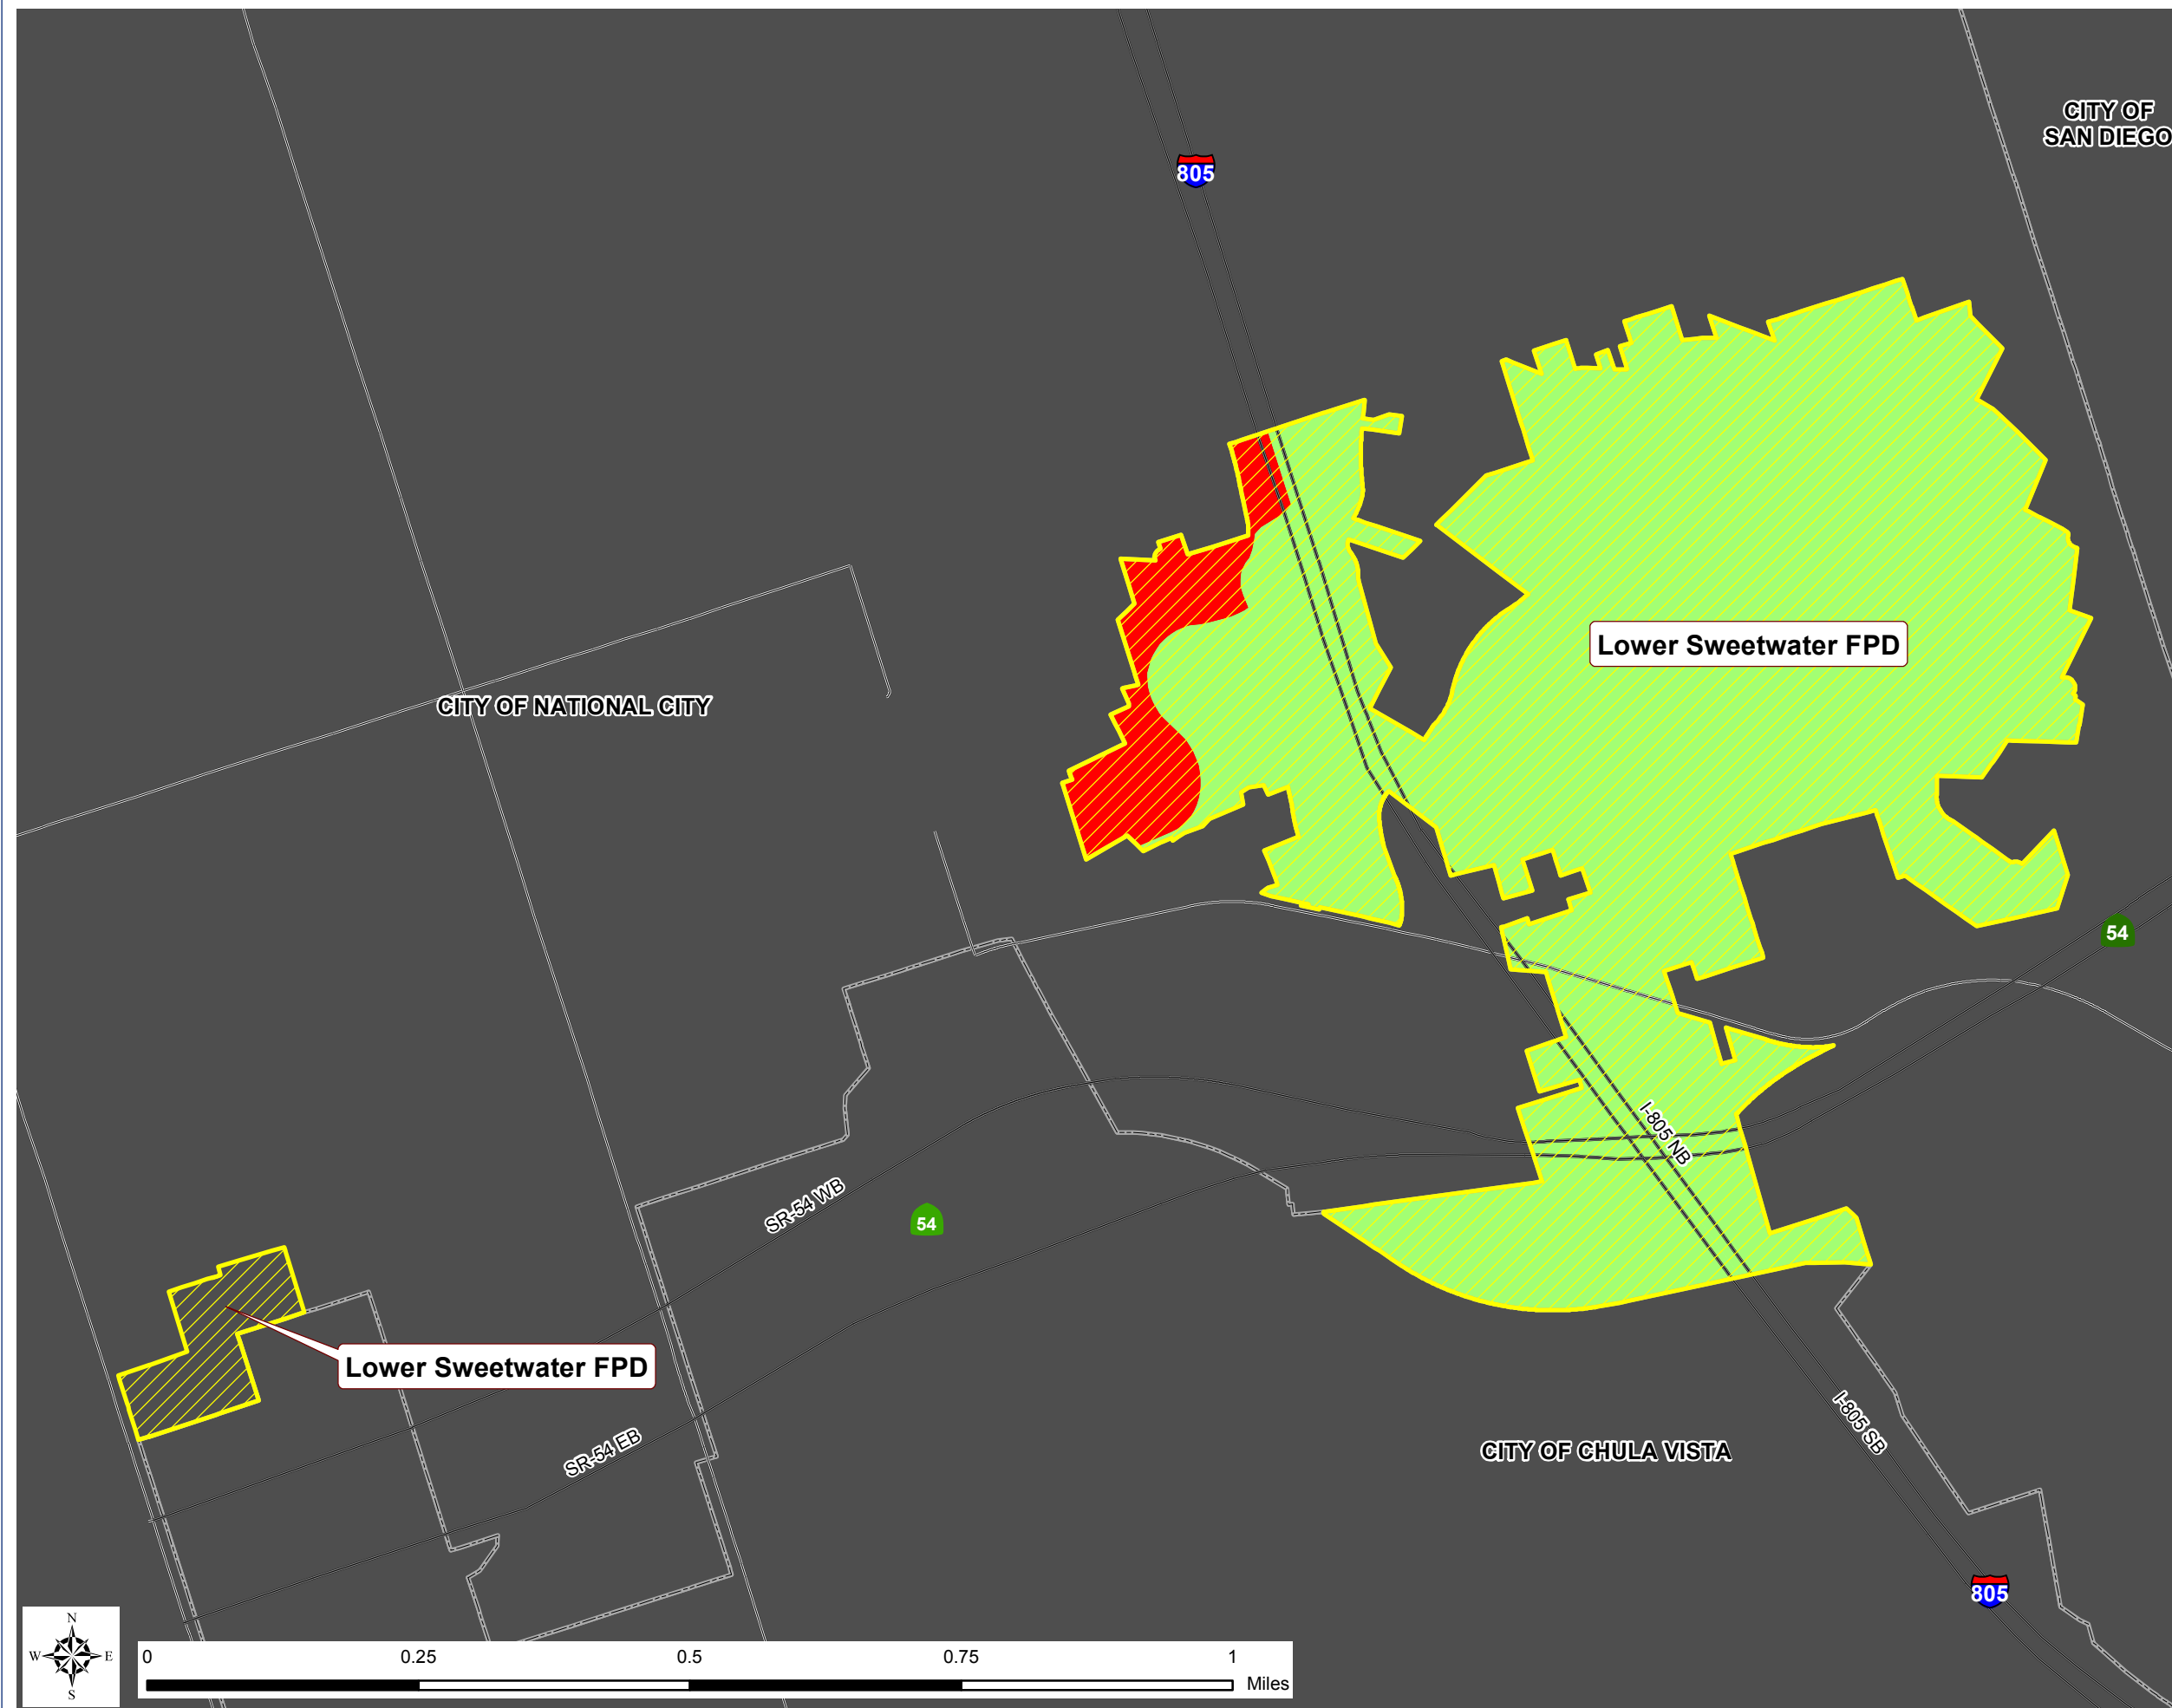 CITY OF
SAN DIEGO
805
Lower Sweetwater FPD
CITY OF NATIONAL CITY
54
I-805 NB
SR-54 WB
54
Lower Sweetwater FPD
I-805 SB
SR-54 EB
CITY OF CHULA VISTA
805
N
W E
S
0 0.25 0.5 0.75 1
Miles